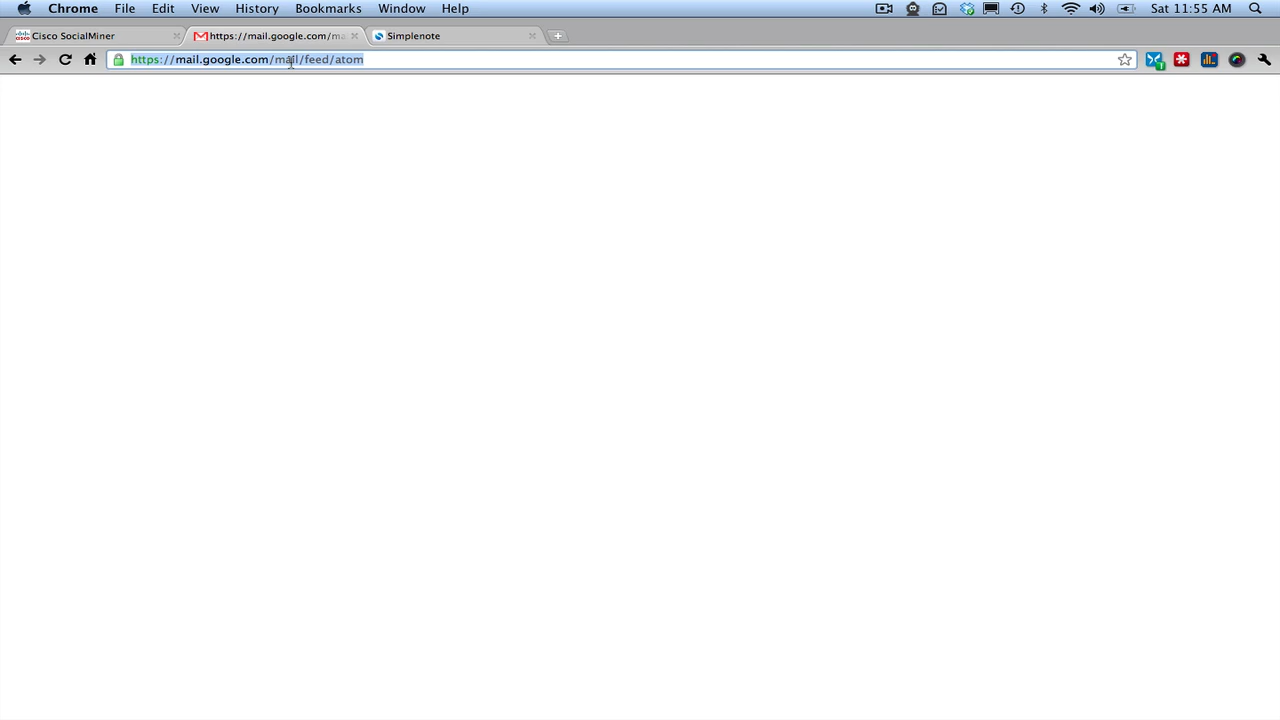 Chrome File Edit View History Bookmarks Window Help Sat 11:55 AM
Cisco SocialMiner https://mail.google.com/ma Simplenote
https://mail.google.com/mail/feed/atom